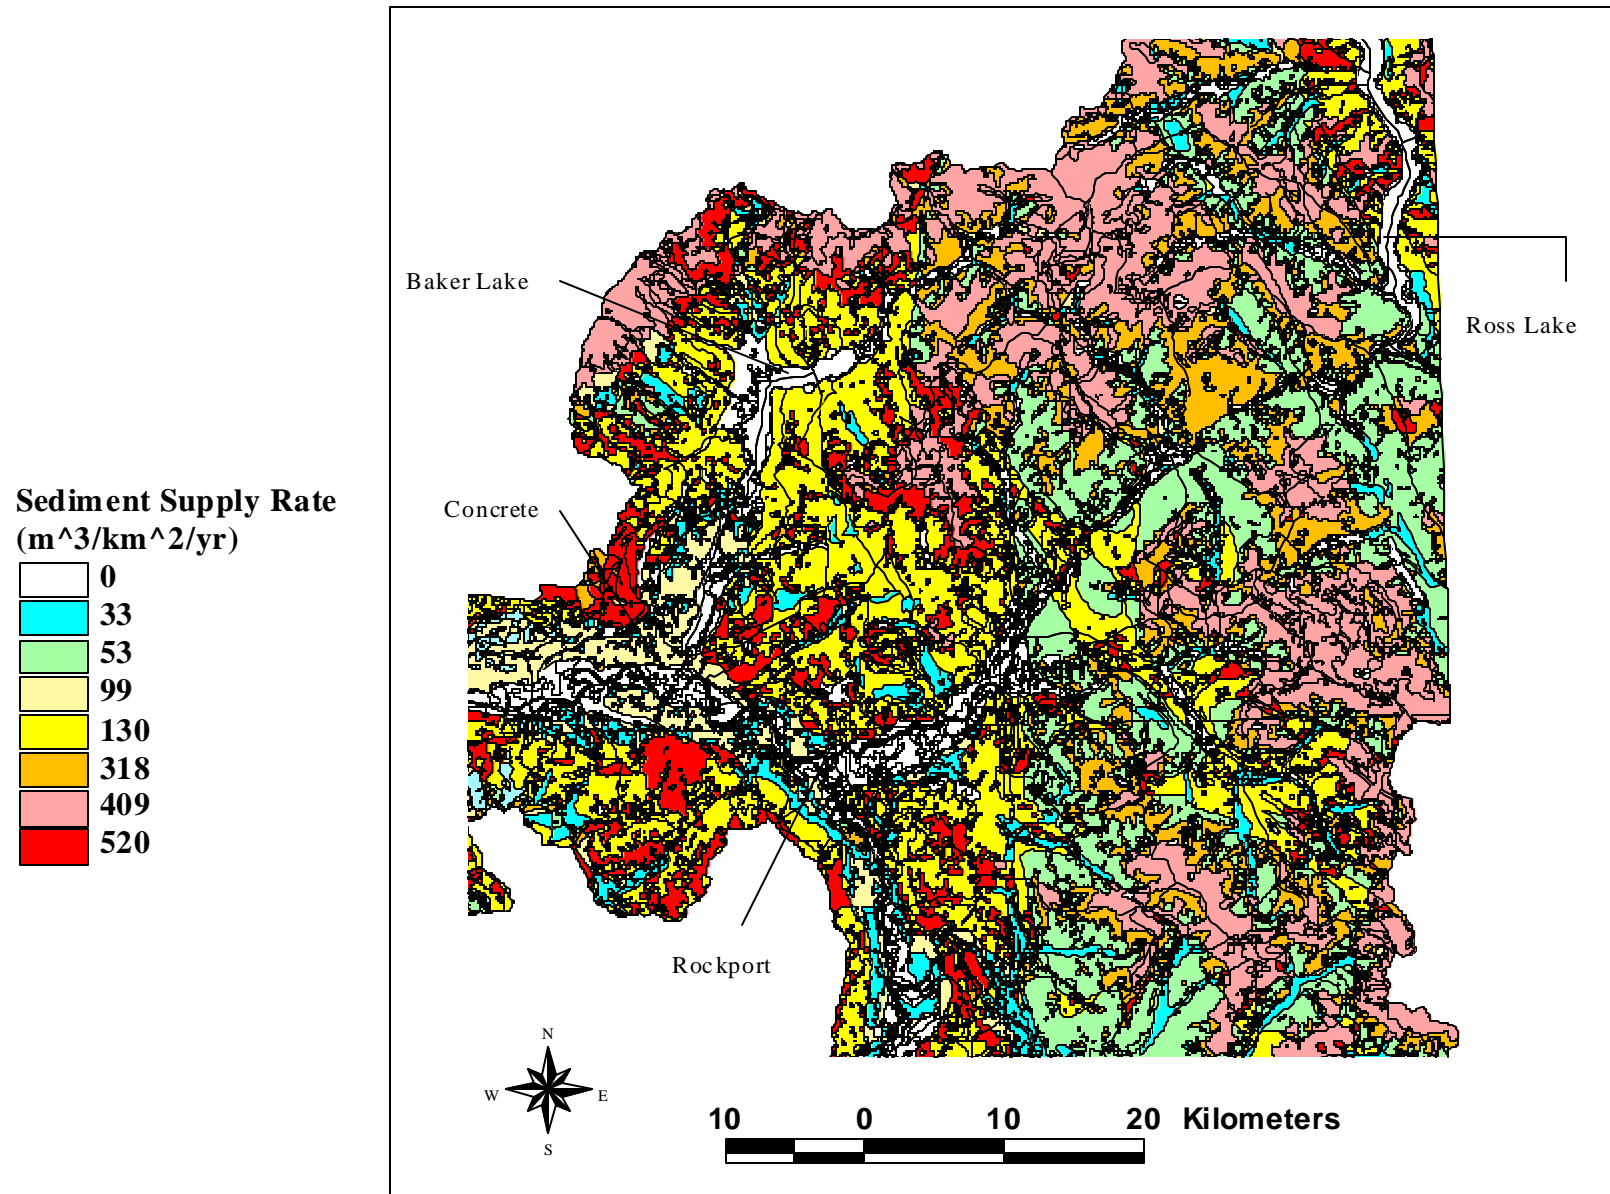 Baker Lake
Ross Lake
Concrete
Sediment Supply Rate
(m^3/km^2/yr)
0
33
53
99
130
318
409
520
Rockport
N
W E
S
10 0 10 20 Kilometers